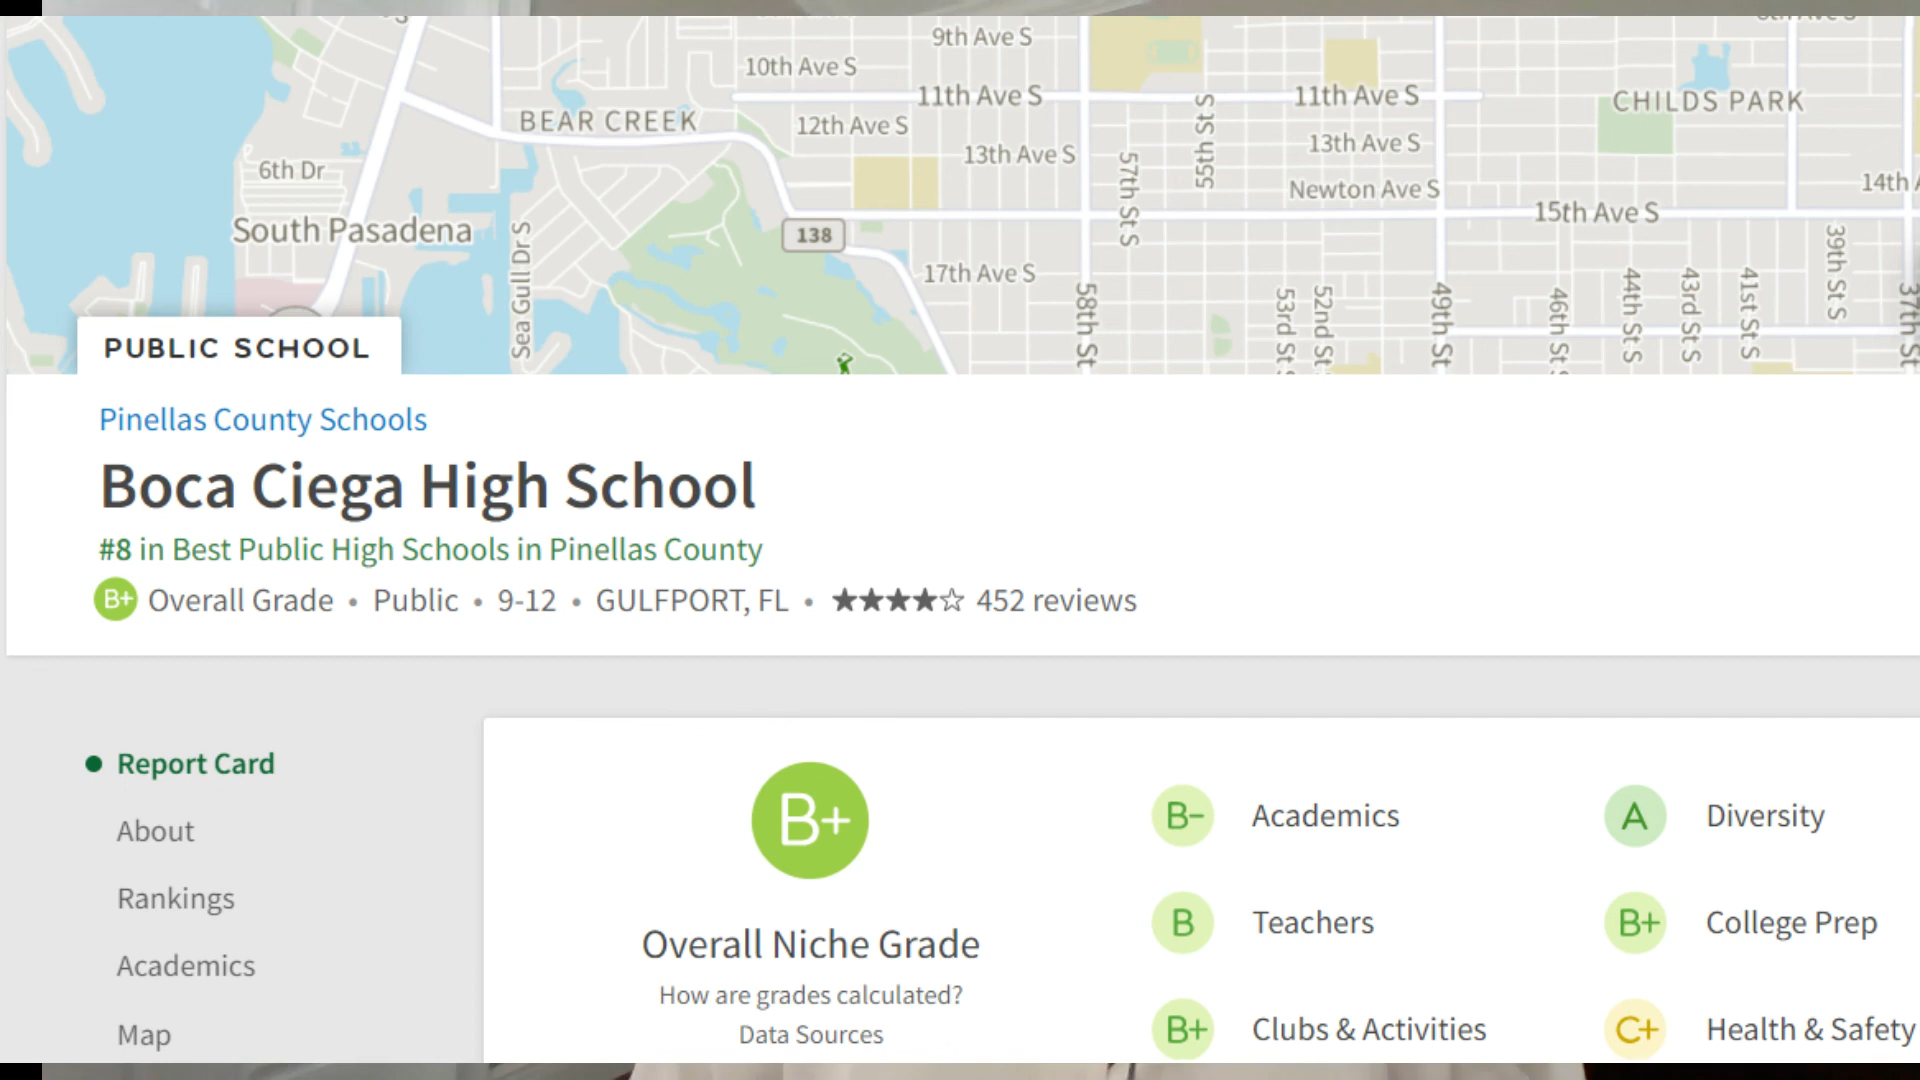 9th Ave S
10th Ave S
11th Ave S
11th Ave S
CHILDS PARK
BEAR CREEK
12th Ave S
55th St S
13th Ave S
13th Ave S
57th St S
6th Dr
Newton Ave S
14th
15th Ave S
South Pasadena
138
Sea Gull Dr S
17th Ave S
39th St S
58th St
53rd St
52nd St
49th St
46th St S
44th St S
43rd St S
41st St S
37th St
PUBLIC SCHOOL
Pinellas County Schools
Boca Ciega High School
#8 in Best Public High Schools in Pinellas County
B+ Overall Grade • Public • 9-12 • GULFPORT, FL • ★★★★☆ 452 reviews
Report Card
About
Rankings
Academics
Map
B+
Overall Niche Grade
How are grades calculated?
Data Sources
B- Academics
A Diversity
B Teachers
B+ College Prep
B+ Clubs & Activities
C+ Health & Safety